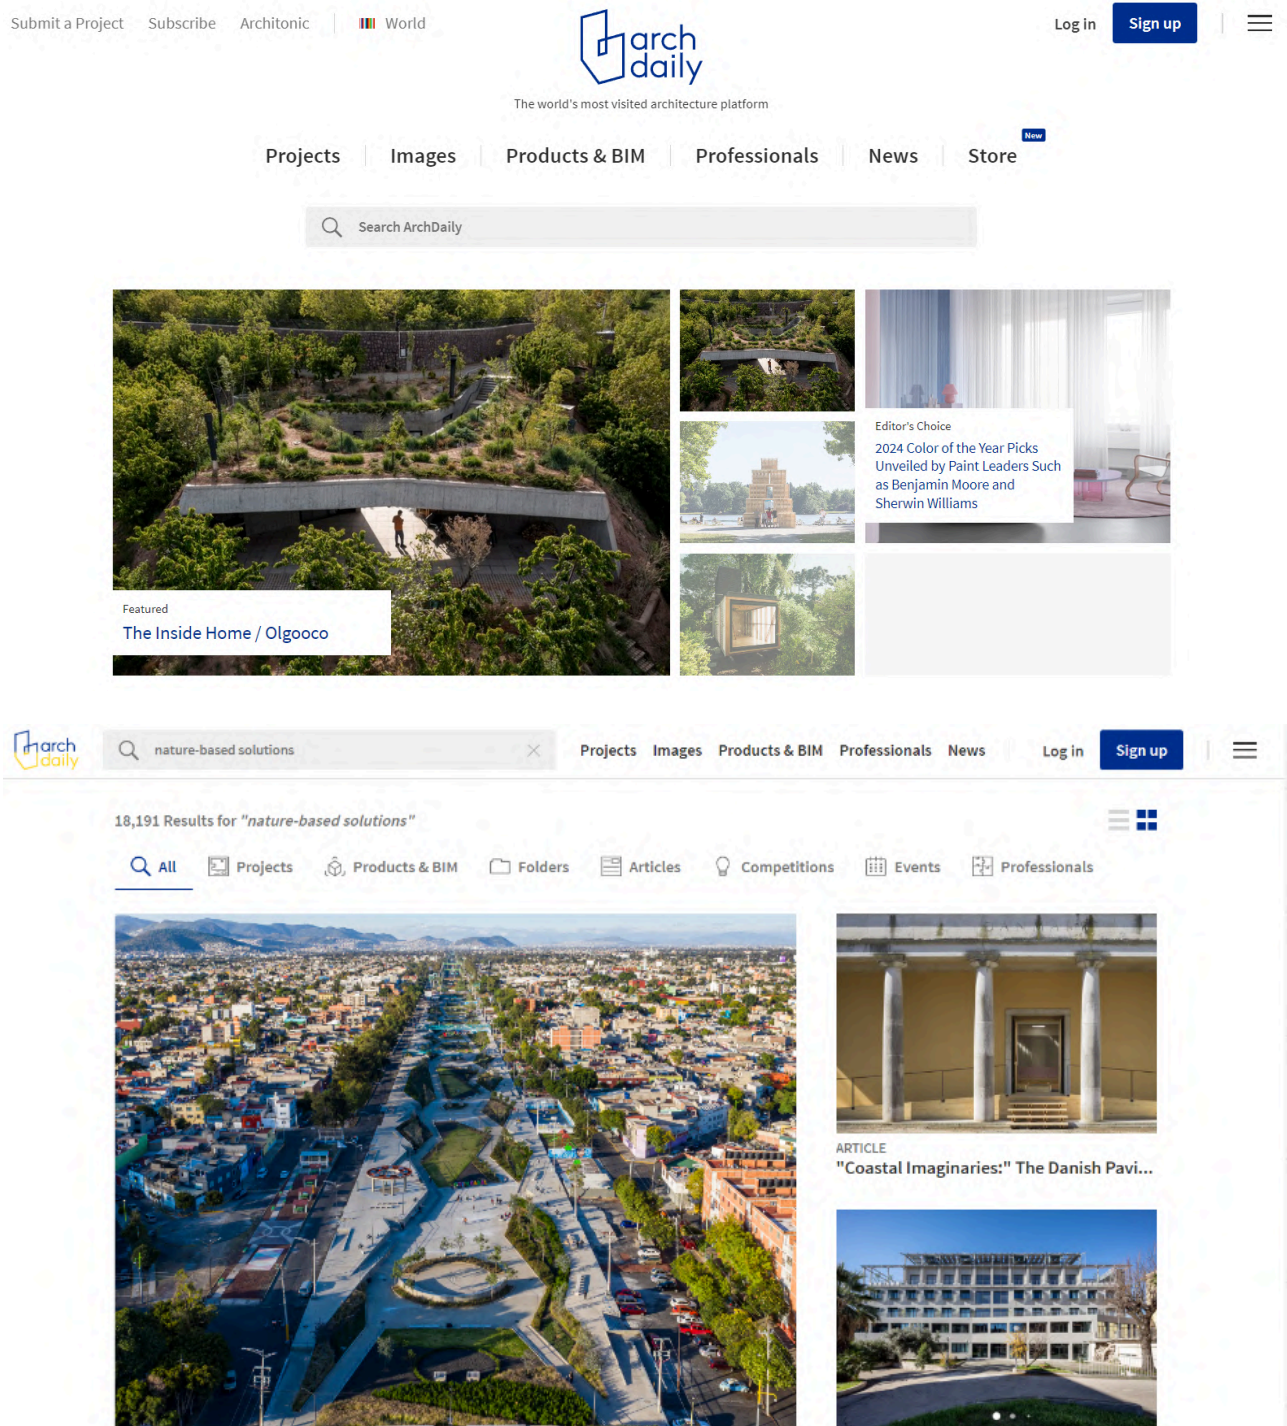 Submit a Project Subscribe Architonic World
arch
daily
Log in Sign up
The world's most visited architecture platform
New
Projects Images Products & BIM Professionals News Store
Search ArchDaily
Featured
The Inside Home / Olgooco
Editor's Choice
2024 Color of the Year Picks
Unveiled by Paint Leaders Such
as Benjamin Moore and
Sherwin Williams
arch
daily
nature-based solutions
Projects Images Products & BIM Professionals News Log in Sign up
18,191 Results for "nature-based solutions"
All Projects Products & BIM Folders Articles Competitions Events Professionals
ARTICLE
"Coastal Imaginaries:" The Danish Pavi...